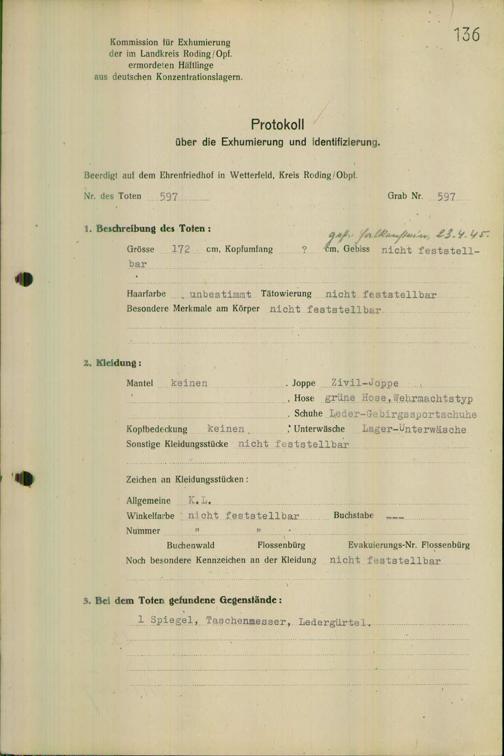 136
Kommission für Exhumierung
der im Landkreis Roding/Opf.
ermordeten Häftlinge
aus deutschen Konzentrationslagern.
Protokoll
über die Exhumierung und Identifizierung.
Beerdigt auf dem Ehrenfriedhof in Wetterfeld, Kreis Roding/Obpf.
Nr. des Toten 597 Grab Nr. 597
1. Beschreibung des Toten:
gef. Falkenstein, 23.4.45.
Grösse 172 cm, Kopfumfang ? cm, Gebiss nicht feststell-
bar
Haarfarbe unbestimmt Tätowierung nicht feststellbar
Besondere Merkmale am Körper nicht feststellbar
2. Kleidung:
Mantel keinen . Joppe Zivil-Joppe
. Hose grüne Hose,Wehrmachtstyp
. Schuhe Leder-Gebirgssportschuhe
Kopfbedeckung keinen . Unterwäsche Lager-Unterwäsche
Sonstige Kleidungsstücke nicht feststellbar
Zeichen an Kleidungsstücken:
Allgemeine K.L.
Winkelfarbe nicht feststellbar Buchstabe ---
Nummer " "
Buchenwald Flossenbürg Evakuierungs-Nr. Flossenbürg
Noch besondere Kennzeichen an der Kleidung nicht feststellbar
3. Bei dem Toten gefundene Gegenstände:
1 Spiegel, Taschenmesser, Ledergürtel.